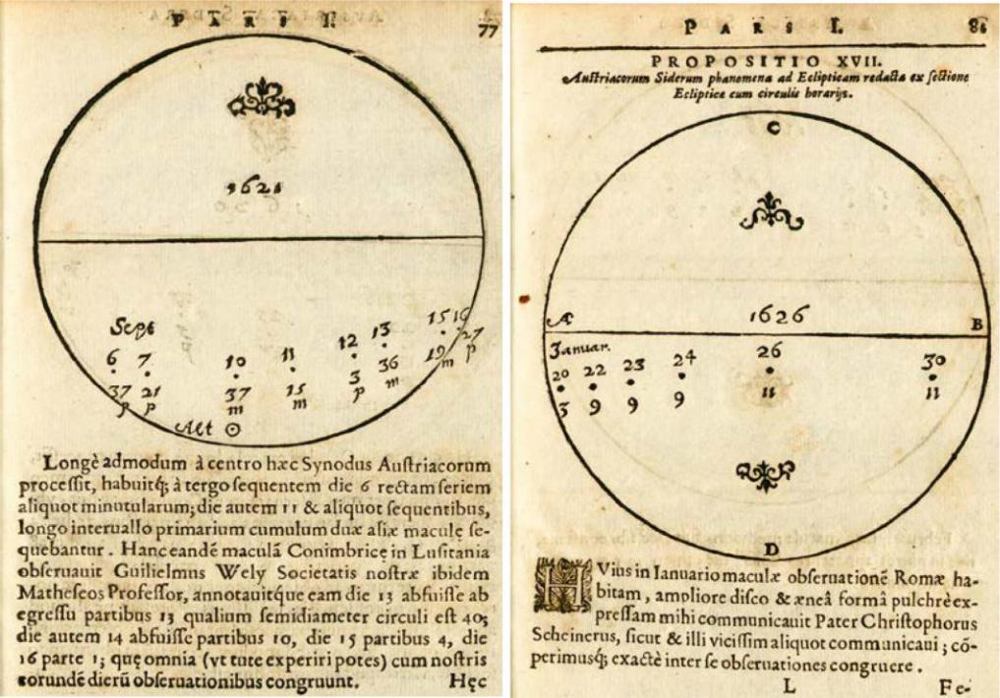 PARS I.
77
1621
Sept
6 7 10 11 12 13 15 16
37 21 37 15 3 36 19 27
p p m m p m m p
Alt ☉
Longè admodum à centro hæc Synodus Austriacorum
processit, habuitq; à tergo sequentem die 6 rectam seriem
aliquot minutularum; die autem 11 & aliquot sequentibus,
longo interuallo primarium cumulum duæ aliæ maculę se-
quebantur. Hanc eandē maculā Conimbricę in Lusitania
obseruauit Guilielmus Wely Societatis nostræ ibidem
Matheseos Professor, annotauitque eam die 13 abfuisse ab
egressu partibus 13 qualium semidiameter circuli est 40;
die autem 14 abfuisse partibus 10, die 15 partibus 4, die
16 parte 1; quę omnia (vt tute experiri potes) cum nostris
eorundē dierū obseruationibus congruunt.
Hęc
PARS I.
PROPOSITIO XVII.
Austriacorum Siderum phænomena ad Eclipticam redacta ex sectione
Eclipticæ cum circulis horarijs.
C
1626
Æ B
Ianuar.
20 22 23 24 26 30
3 9 9 9 11 11
D
HVius in Ianuario maculæ obseruationē Romæ ha-
bitam, ampliore disco & æneâ formâ pulchrè ex-
pressam mihi communicauit Pater Christophorus
Scheinerus, sicut & illi vicissim aliquot communicaui; cō-
perimusq; exactè inter se obseruationes congruere.
L
Fe-